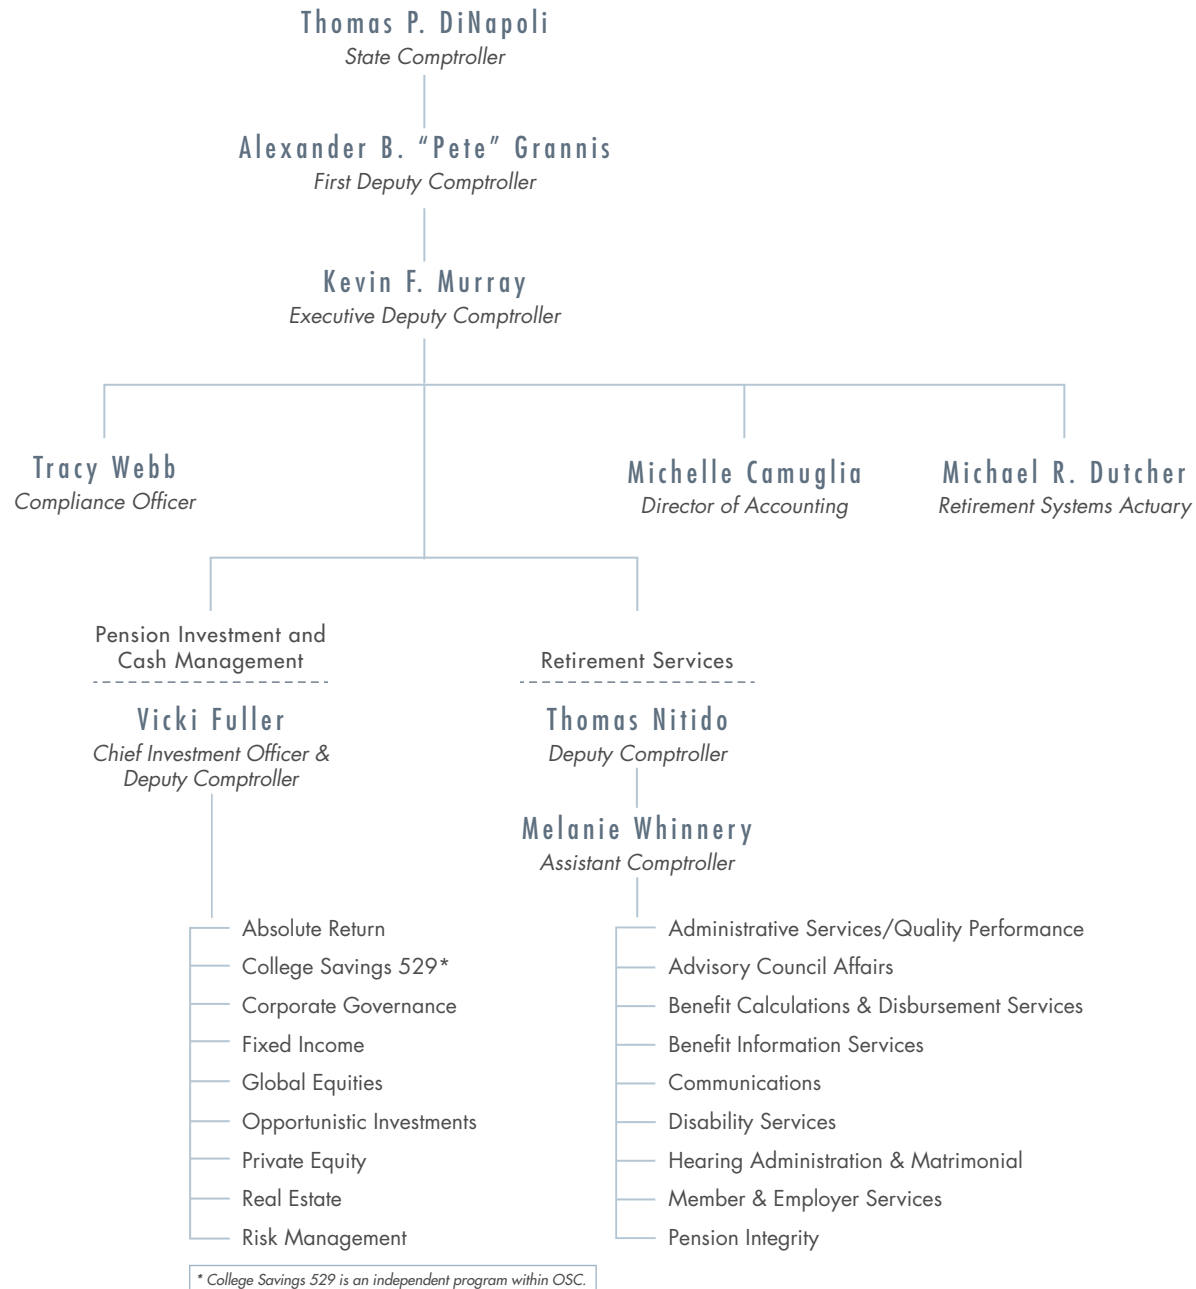 Thomas P. DiNapoli
State Comptroller
Alexander B. “Pete” Grannis
First Deputy Comptroller
Kevin F. Murray
Executive Deputy Comptroller
Tracy Webb
Compliance Officer
Michelle Camuglia
Director of Accounting
Michael R. Dutcher
Retirement Systems Actuary
Pension Investment and
Cash Management
Vicki Fuller
Chief Investment Officer &
Deputy Comptroller
Absolute Return
College Savings 529*
Corporate Governance
Fixed Income
Global Equities
Opportunistic Investments
Private Equity
Real Estate
Risk Management
* College Savings 529 is an independent program within OSC.
Retirement Services
Thomas Nitido
Deputy Comptroller
Melanie Whinnery
Assistant Comptroller
Administrative Services/Quality Performance
Advisory Council Affairs
Benefit Calculations & Disbursement Services
Benefit Information Services
Communications
Disability Services
Hearing Administration & Matrimonial
Member & Employer Services
Pension Integrity